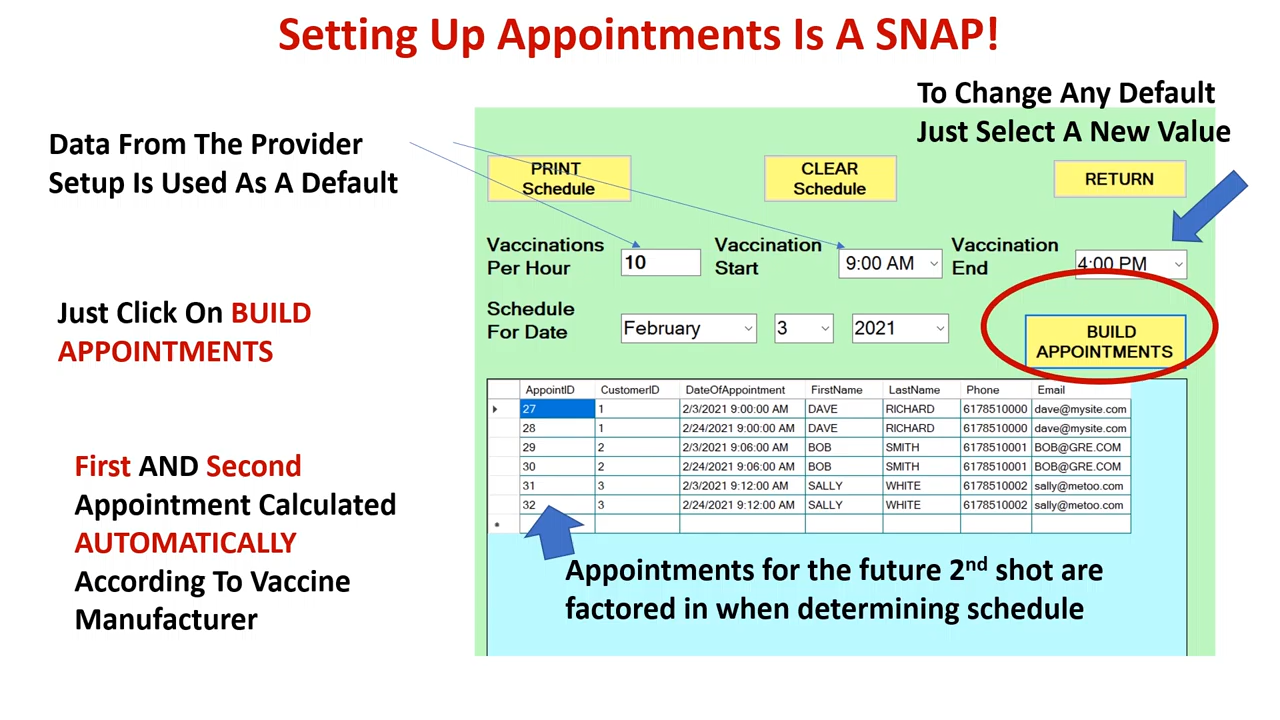 Setting Up Appointments Is A SNAP!
To Change Any Default
Just Select A New Value
Data From The Provider
Setup Is Used As A Default
PRINT
Schedule
CLEAR
Schedule
RETURN
Vaccinations
Per Hour
10
Vaccination
Start
9:00 AM
Vaccination
End
4:00 PM
Just Click On BUILD
APPOINTMENTS
Schedule
For Date
February
3
2021
BUILD
APPOINTMENTS
AppointID CustomerID DateOfAppointment FirstName LastName Phone Email
27 1 2/3/2021 9:00:00 AM DAVE RICHARD 6178510000 dave@mysite.com
28 1 2/24/2021 9:00:00 AM DAVE RICHARD 6178510000 dave@mysite.com
29 2 2/3/2021 9:06:00 AM BOB SMITH 6178510001 BOB@GRE.COM
30 2 2/24/2021 9:06:00 AM BOB SMITH 6178510001 BOB@GRE.COM
31 3 2/3/2021 9:12:00 AM SALLY WHITE 6178510002 sally@metoo.com
32 3 2/24/2021 9:12:00 AM SALLY WHITE 6178510002 sally@metoo.com
First AND Second
Appointment Calculated
AUTOMATICALLY
According To Vaccine
Manufacturer
Appointments for the future 2nd shot are
factored in when determining schedule